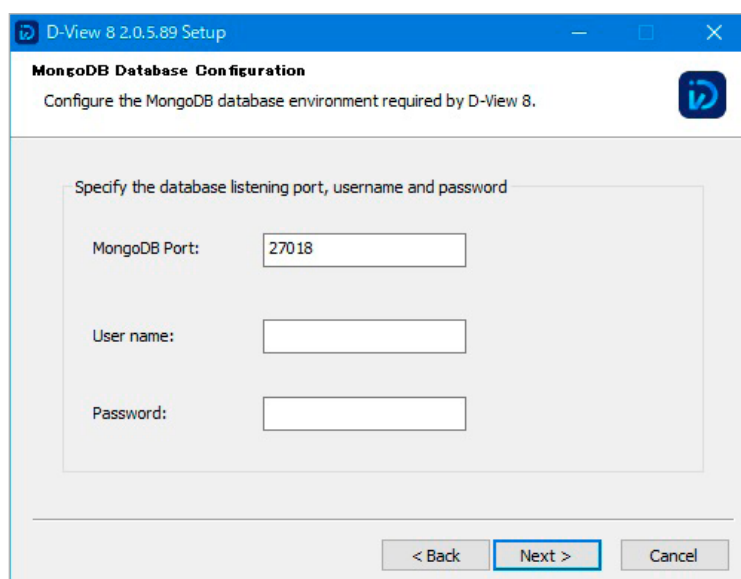 D-View 8 2.0.5.89 Setup
MongoDB Database Configuration
Configure the MongoDB database environment required by D-View 8.
Specify the database listening port, username and password
MongoDB Port: 27018
User name:
Password:
< Back Next > Cancel